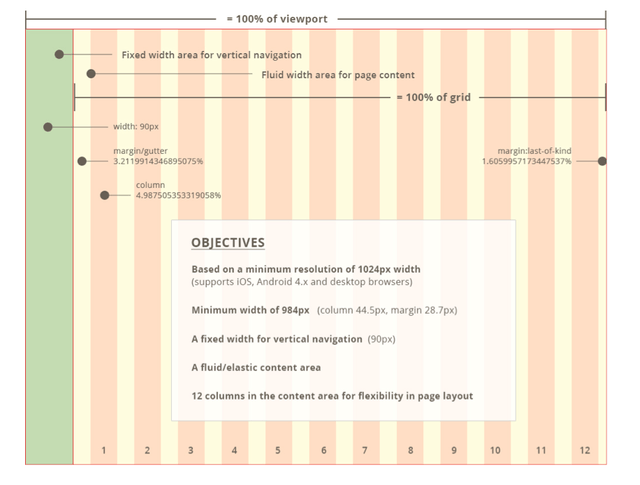 = 100% of viewport
Fixed width area for vertical navigation
Fluid width area for page content
= 100% of grid
width: 90px
margin/gutter
3.2119914346895075%
margin:last-of-kind
1.6059957173447537%
column
4.987505353319058%
OBJECTIVES
Based on a minimum resolution of 1024px width
(supports iOS, Android 4.x and desktop browsers)
Minimum width of 984px (column 44.5px, margin 28.7px)
A fixed width for vertical navigation (90px)
A fluid/elastic content area
12 columns in the content area for flexibility in page layout
1 2 3 4 5 6 7 8 9 10 11 12